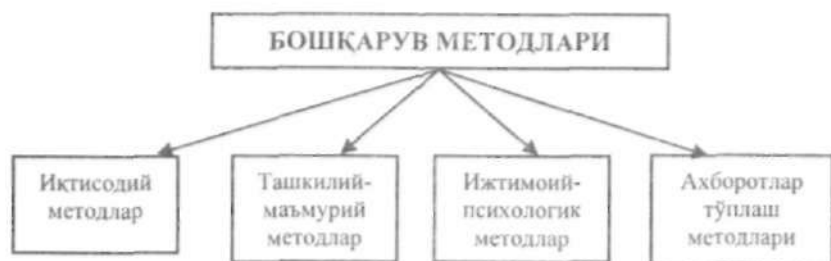 БОШҚАРУВ МЕТОДЛАРИ
Иқтисодий
методлар
Ташкилий-
маъмурий
методлар
Ижтимоий-
психологик
методлар
Ахборотлар
тўплаш
методлари